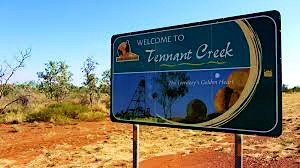 WELCOME TO
Tennant Creek
The Territory's Golden Heart